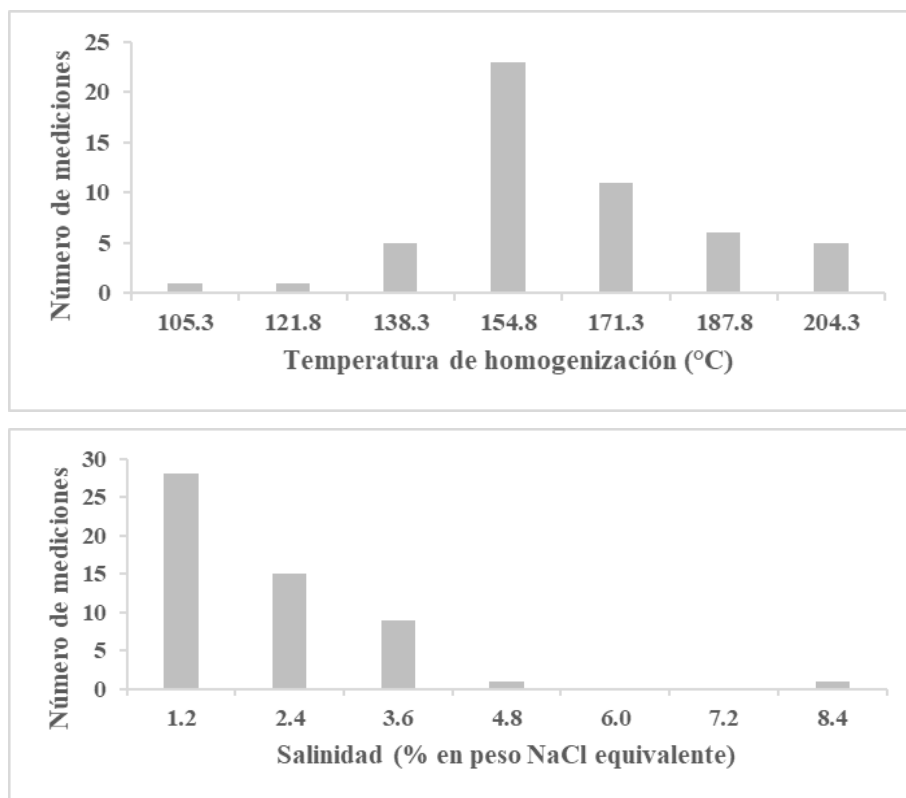 Número de mediciones
25
20
15
10
5
0
105.3 121.8 138.3 154.8 171.3 187.8 204.3
Temperatura de homogenización (°C)
Número de mediciones
30
25
20
15
10
5
0
1.2 2.4 3.6 4.8 6.0 7.2 8.4
Salinidad (% en peso NaCl equivalente)